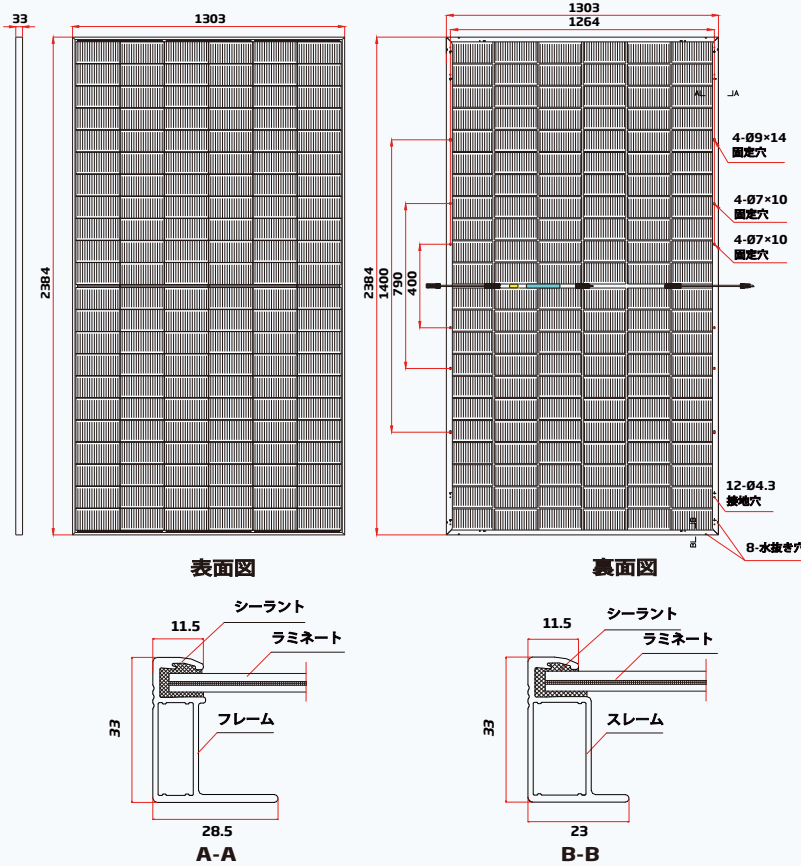 33
1303
2384
表面図
1303
1264
2384
1400
790
400
AL
JA
4-Ø9×14
固定穴
4-Ø7×10
固定穴
4-Ø7×10
固定穴
12-Ø4.3
接地穴
8-水抜き穴
BL
裏面図
11.5
シーラント
ラミネート
フレーム
33
28.5
A-A
11.5
シーラント
ラミネート
スレーム
33
23
B-B